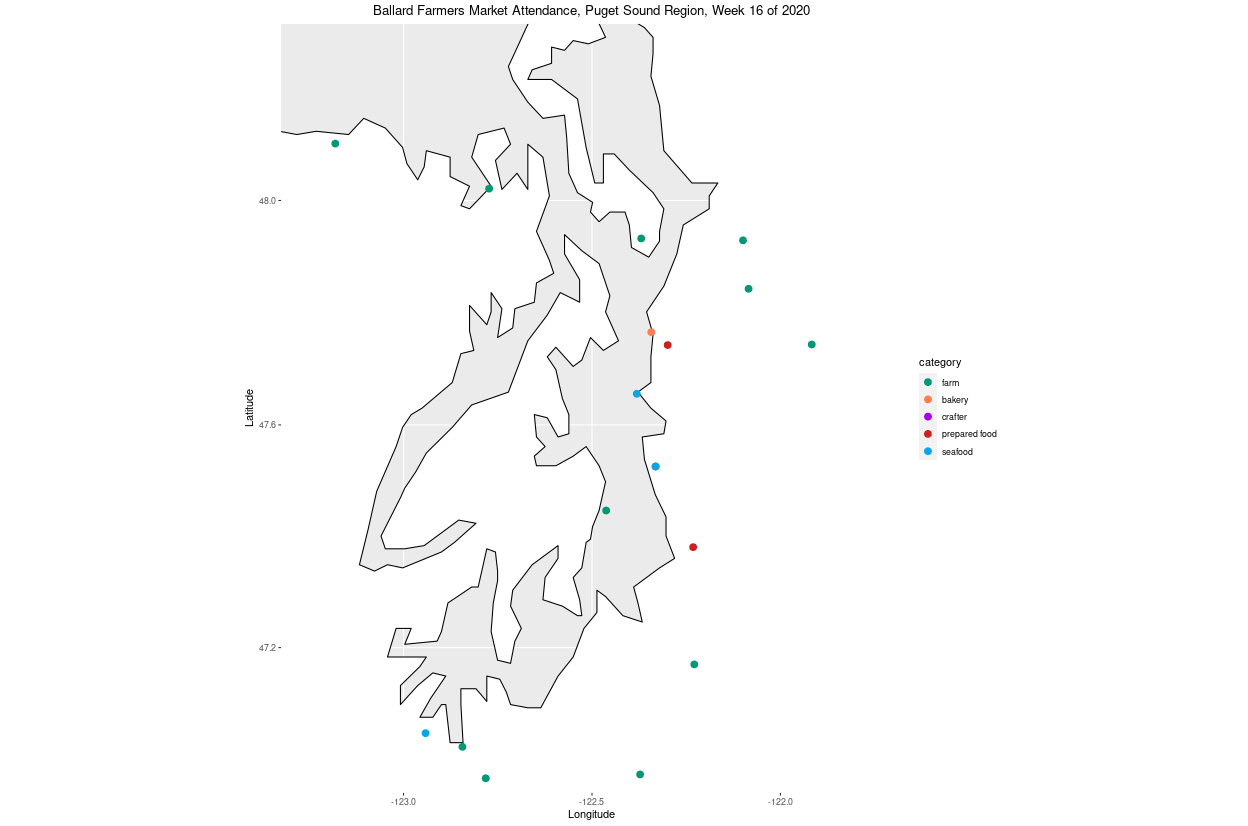 Ballard Farmers Market Attendance, Puget Sound Region, Week 16 of 2020
48.0
47.6
47.2
Latitude
-123.0
-122.5
-122.0
Longitude
category
farm
bakery
crafter
prepared food
seafood